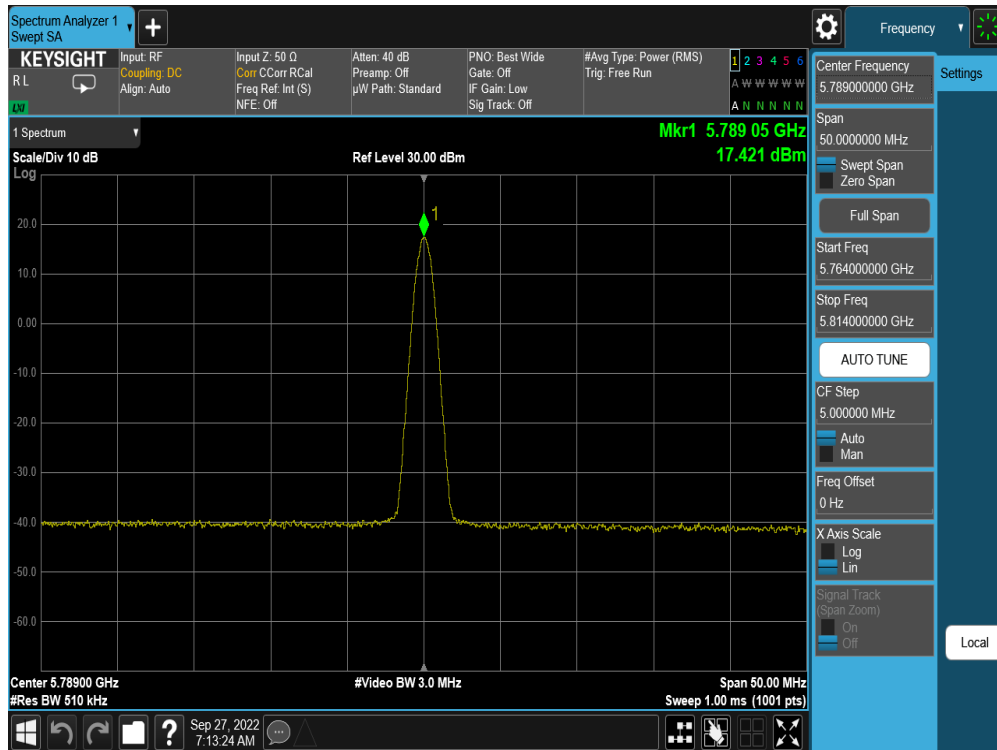 Spectrum Analyzer 1
Swept SA
+
Frequency
KEYSIGHT
R L
LXI
Input: RF
Coupling: DC
Align: Auto
Input Z: 50 Ω
Corr CCorr RCal
Freq Ref: Int (S)
NFE: Off
Atten: 40 dB
Preamp: Off
µW Path: Standard
PNO: Best Wide
Gate: Off
IF Gain: Low
Sig Track: Off
#Avg Type: Power (RMS)
Trig: Free Run
1 2 3 4 5 6
A W W W W W
A N N N N N
1 Spectrum
Scale/Div 10 dB
Log
Ref Level 30.00 dBm
Mkr1 5.789 05 GHz
17.421 dBm
1
20.0
10.0
0.00
-10.0
-20.0
-30.0
-40.0
-50.0
-60.0
Center 5.78900 GHz
#Res BW 510 kHz
#Video BW 3.0 MHz
Span 50.00 MHz
Sweep 1.00 ms (1001 pts)
Center Frequency
5.789000000 GHz
Settings
Span
50.0000000 MHz
Swept Span
Zero Span
Full Span
Start Freq
5.764000000 GHz
Stop Freq
5.814000000 GHz
AUTO TUNE
CF Step
5.000000 MHz
Auto
Man
Freq Offset
0 Hz
X Axis Scale
Log
Lin
Signal Track
(Span Zoom)
On
Off
Local
?
Sep 27, 2022
7:13:24 AM